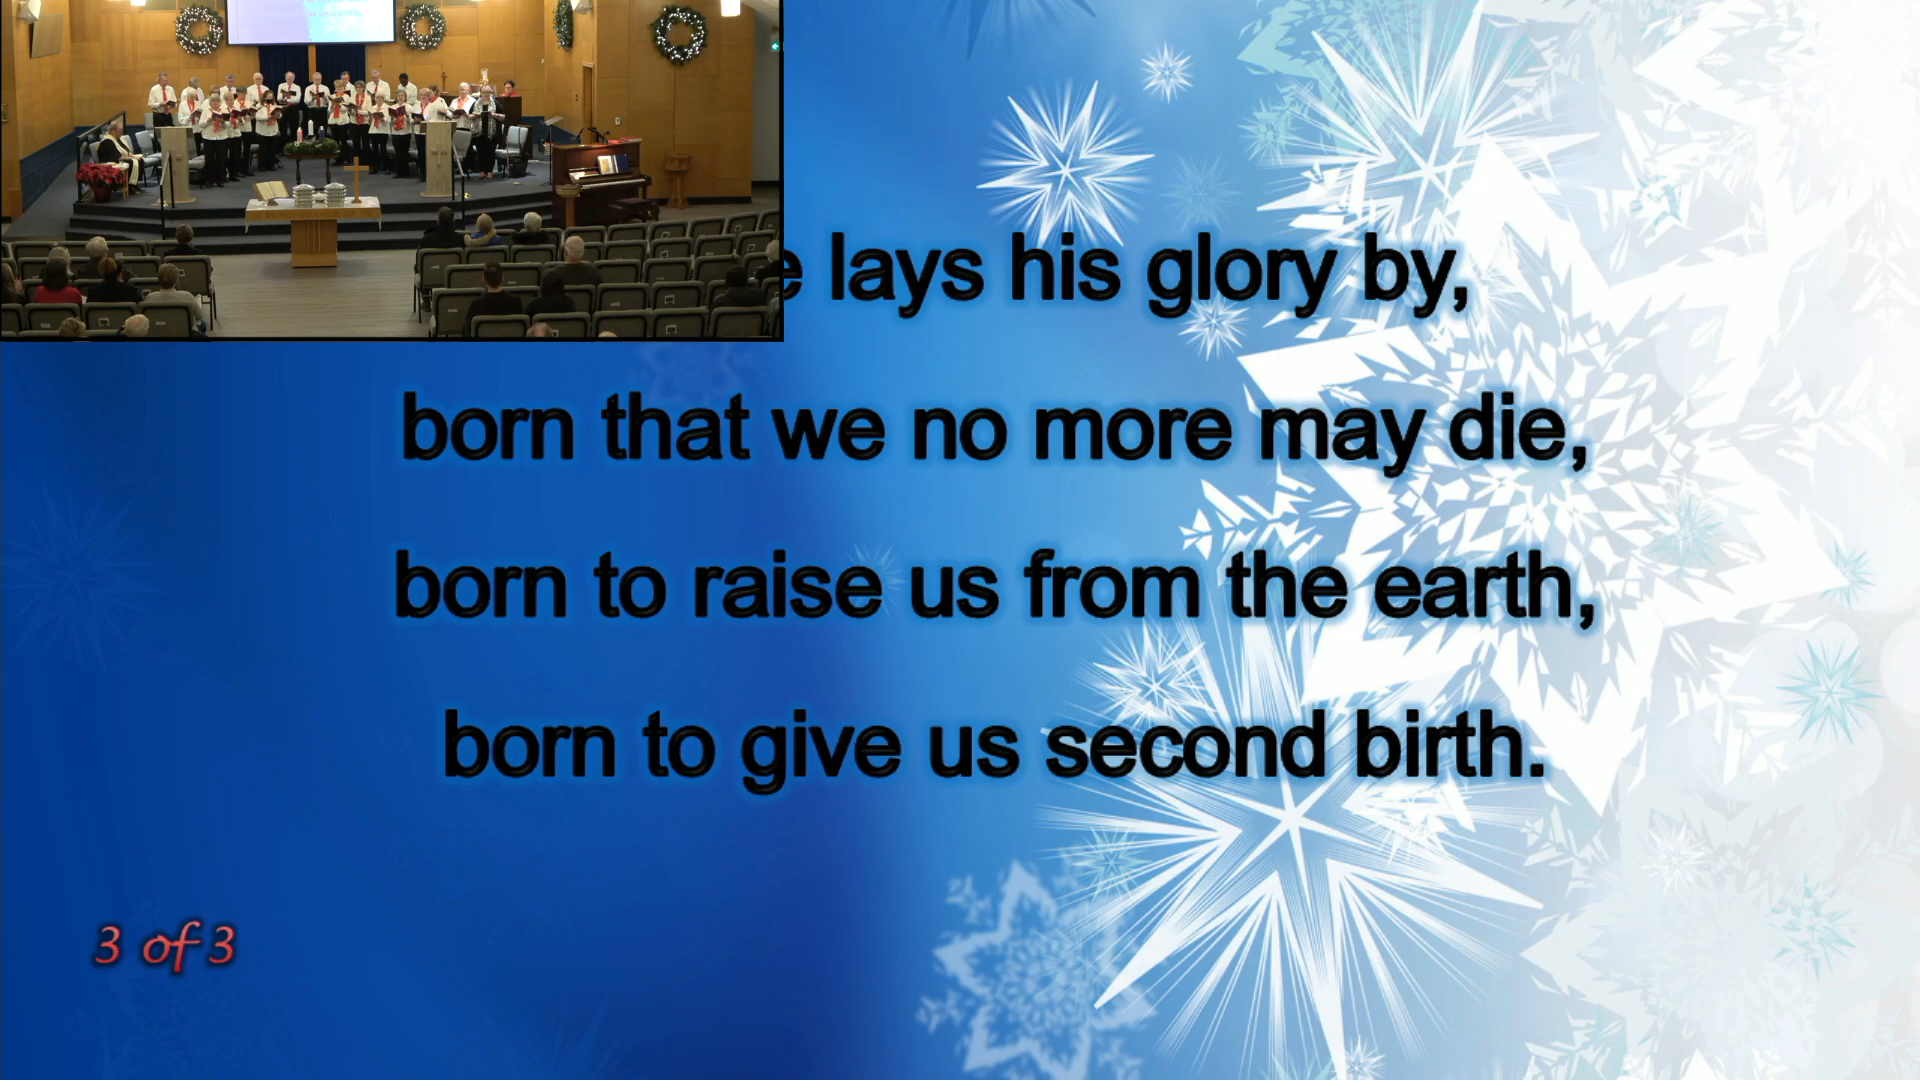 lays his glory by,
born that we no more may die,
born to raise us from the earth,
born to give us second birth.
3 of 3